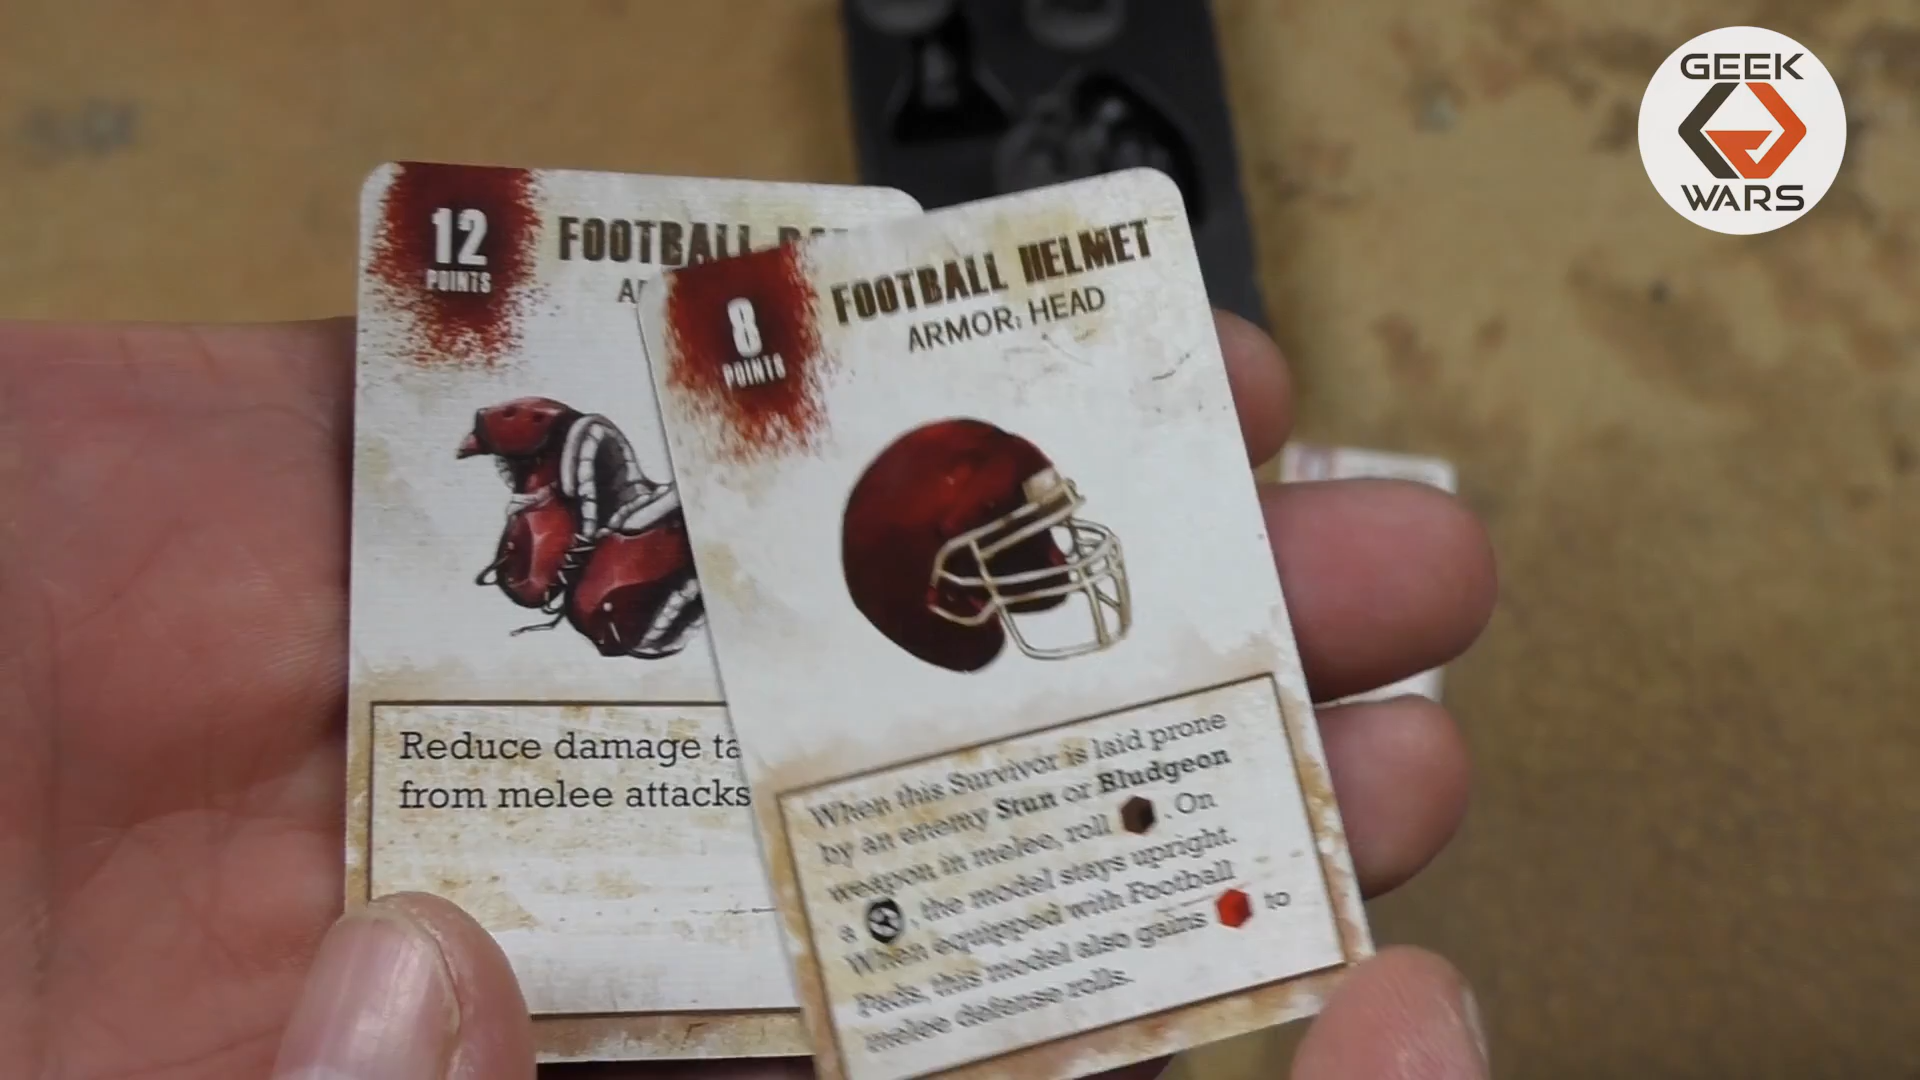 GEEK
WARS
12
POINTS
FOOTBALL
8
POINTS
FOOTBALL HELMET
ARMOR: HEAD
Reduce damage
from melee attacks
When this Survivor is laid prone
by an enemy Stun or Bludgeon
weapon in melee, roll . On
a , the model stays upright.
When equipped with Football
Pads, this model also gains to
melee defense rolls.